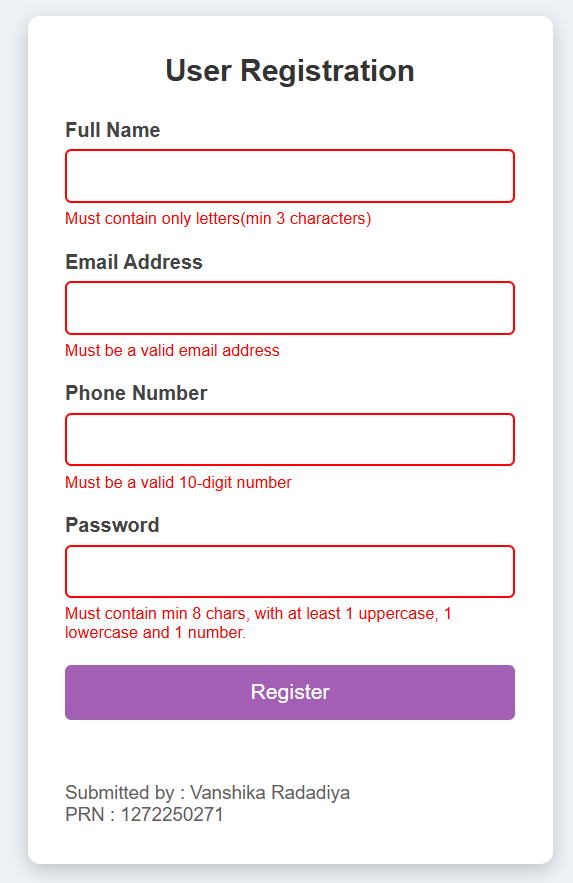 User Registration
Full Name
Must contain only letters(min 3 characters)
Email Address
Must be a valid email address
Phone Number
Must be a valid 10-digit number
Password
Must contain min 8 chars, with at least 1 uppercase, 1
lowercase and 1 number.
Register
Submitted by : Vanshika Radadiya
PRN : 1272250271